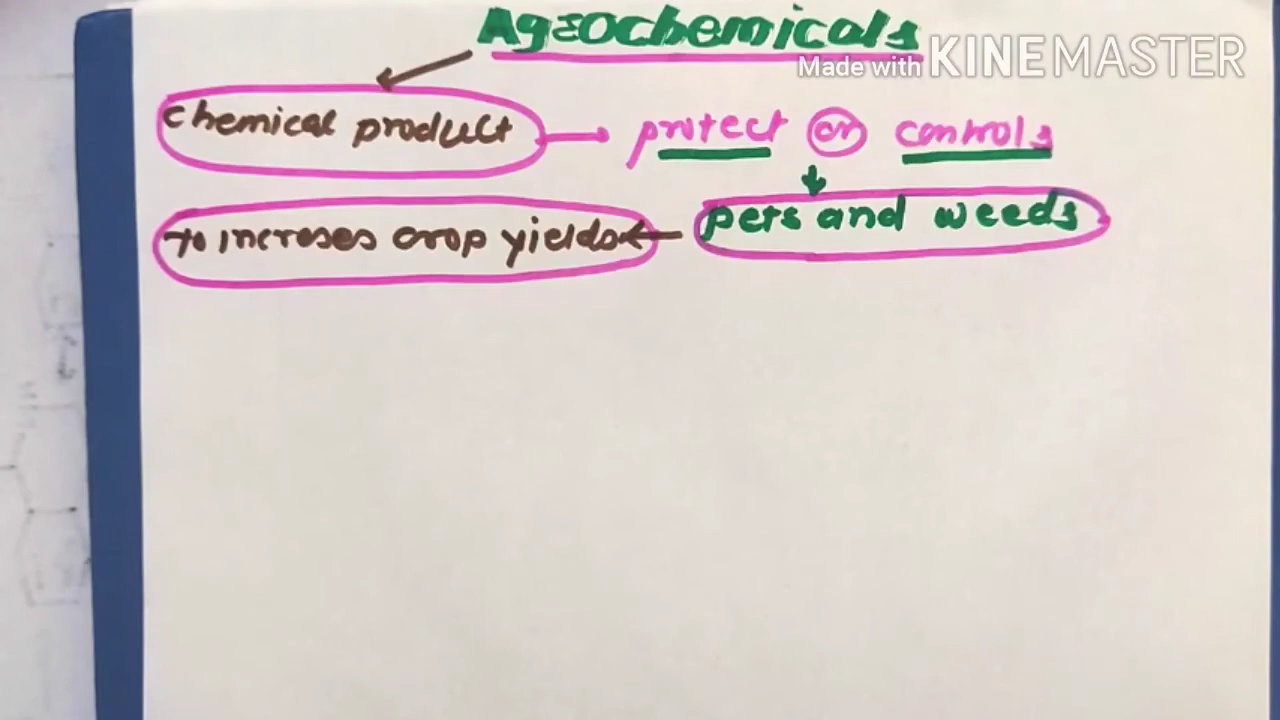 Agrochemicals
Made with KINEMASTER
chemical product protect or controls
to increses crop yields pets and weeds